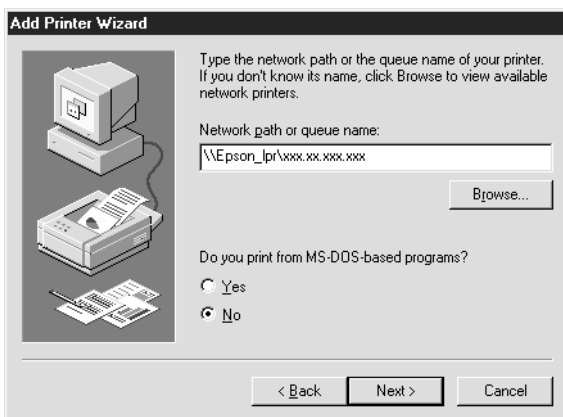 Add Printer Wizard
Type the network path or the queue name of your printer.
If you don't know its name, click Browse to view available
network printers.
Network path or queue name:
\\Epson_lpr\xxx.xx.xxx.xxx
Browse...
Do you print from MS-DOS-based programs?
Yes
No
< Back
Next >
Cancel